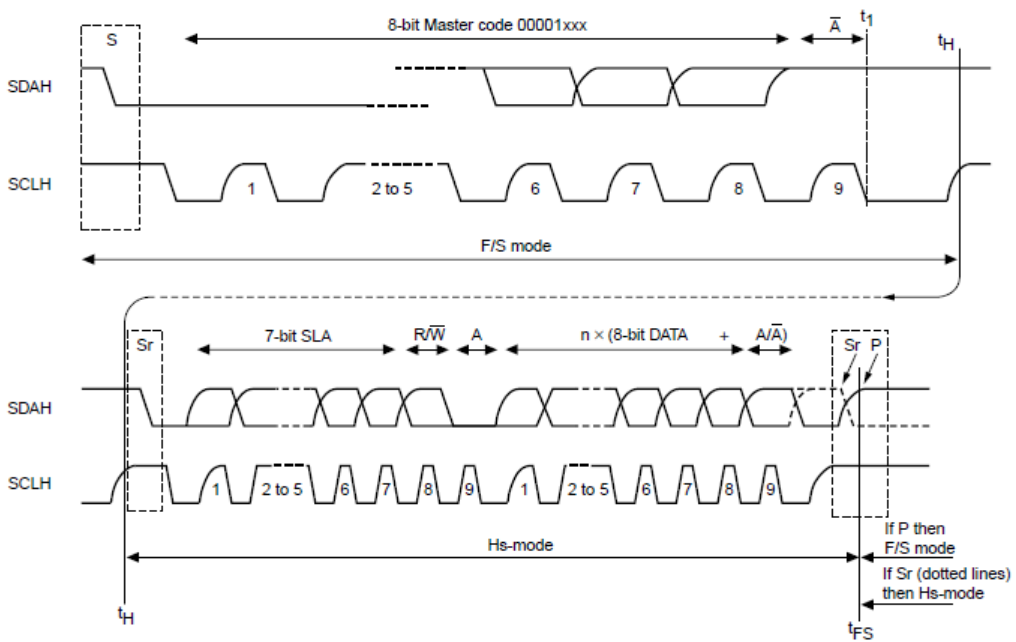 8-bit Master code 00001xxx
A̅
t1
S
tH
SDAH
SCLH
1
2 to 5
6
7
8
9
F/S mode
Sr
7-bit SLA
R/W̅
A
n × (8-bit DATA
+
A/A̅)
Sr P
SDAH
SCLH
1
2 to 5
6
7
8
9
1
2 to 5
6
7
8
9
Hs-mode
If P then
F/S mode
If Sr (dotted lines)
then Hs-mode
tH
tFS